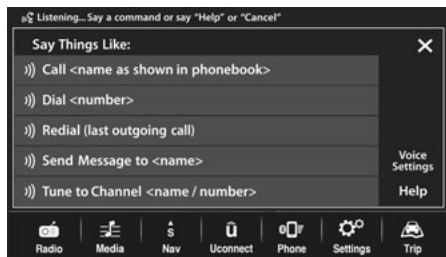 Listening... Say a command or say "Help" or "Cancel"
Say Things Like:
Call <name as shown in phonebook>
Dial <number>
Redial (last outgoing call)
Send Message to <name>
Tune to Channel <name / number>
Voice
Settings
Help
Radio
Media
Nav
Uconnect
Phone
Settings
Trip